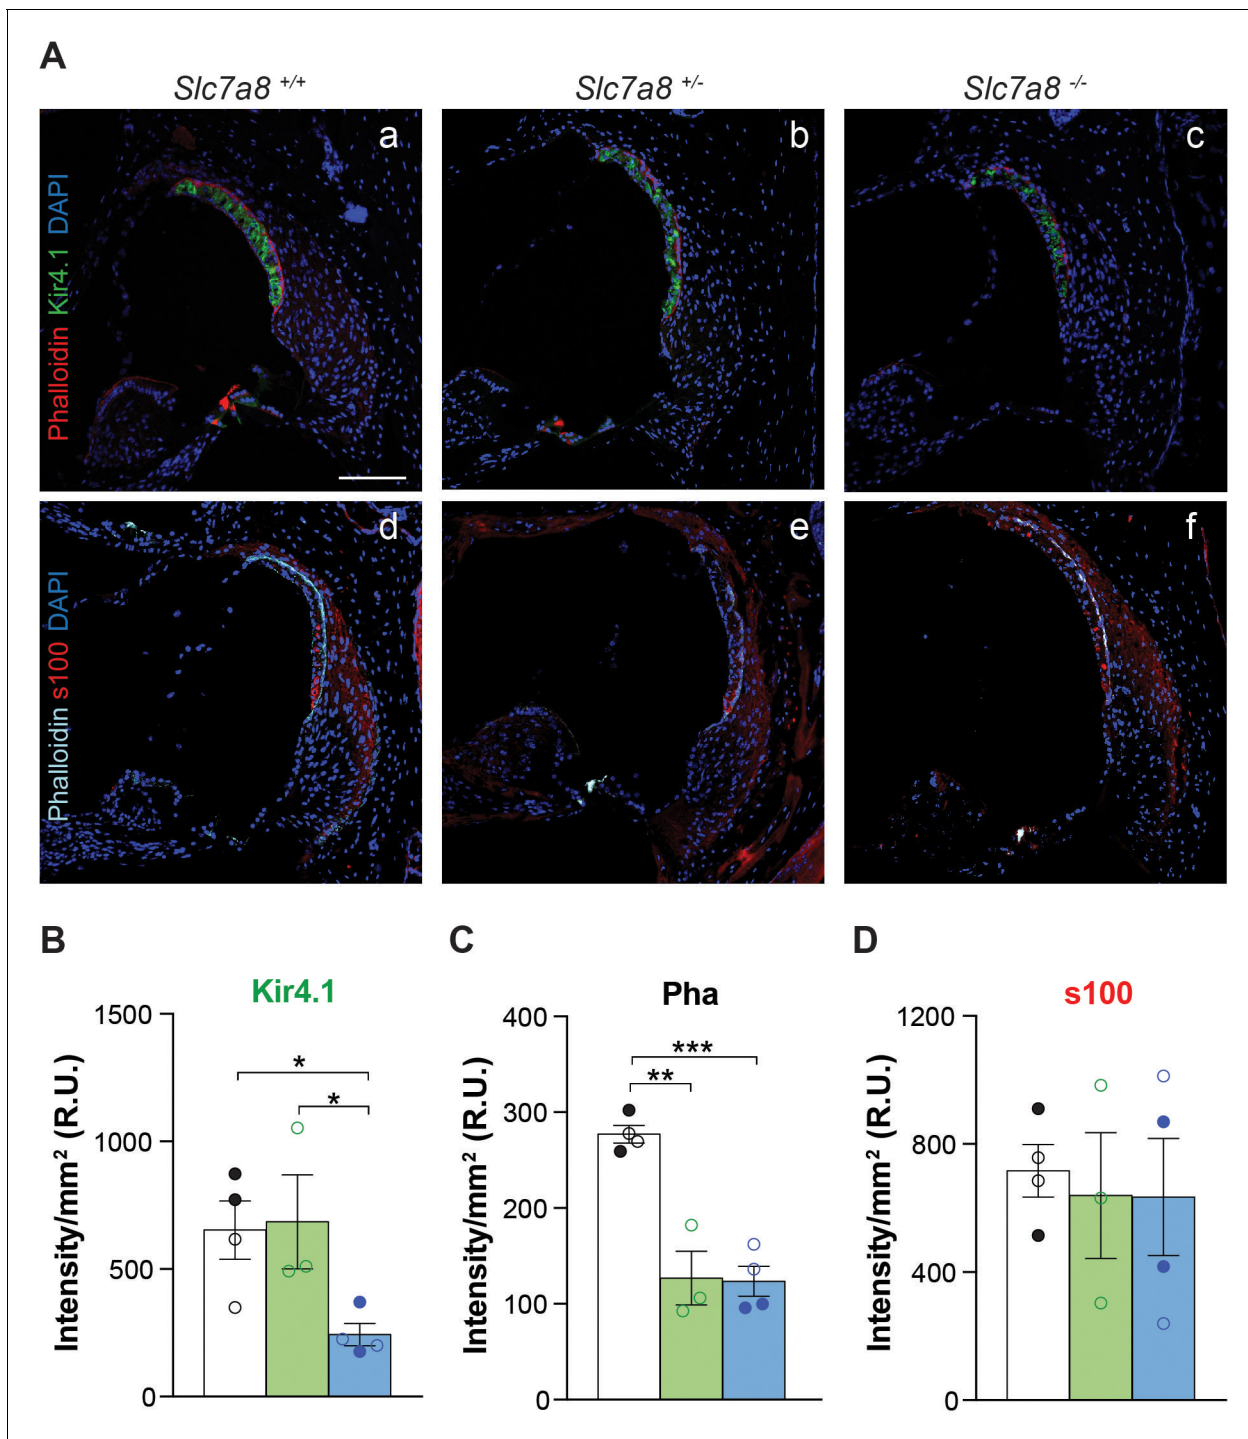 A
Slc7a8 +/+
Slc7a8 +/-
Slc7a8 -/-
Phalloidin Kir4.1 DAPI
a
b
c
Phalloidin s100 DAPI
d
e
f
B
Kir4.1
Intensity/mm² (R.U.)
1500
1000
500
0
*
*
C
Pha
Intensity/mm² (R.U.)
400
300
200
100
0
***
**
D
s100
Intensity/mm² (R.U.)
1200
800
400
0